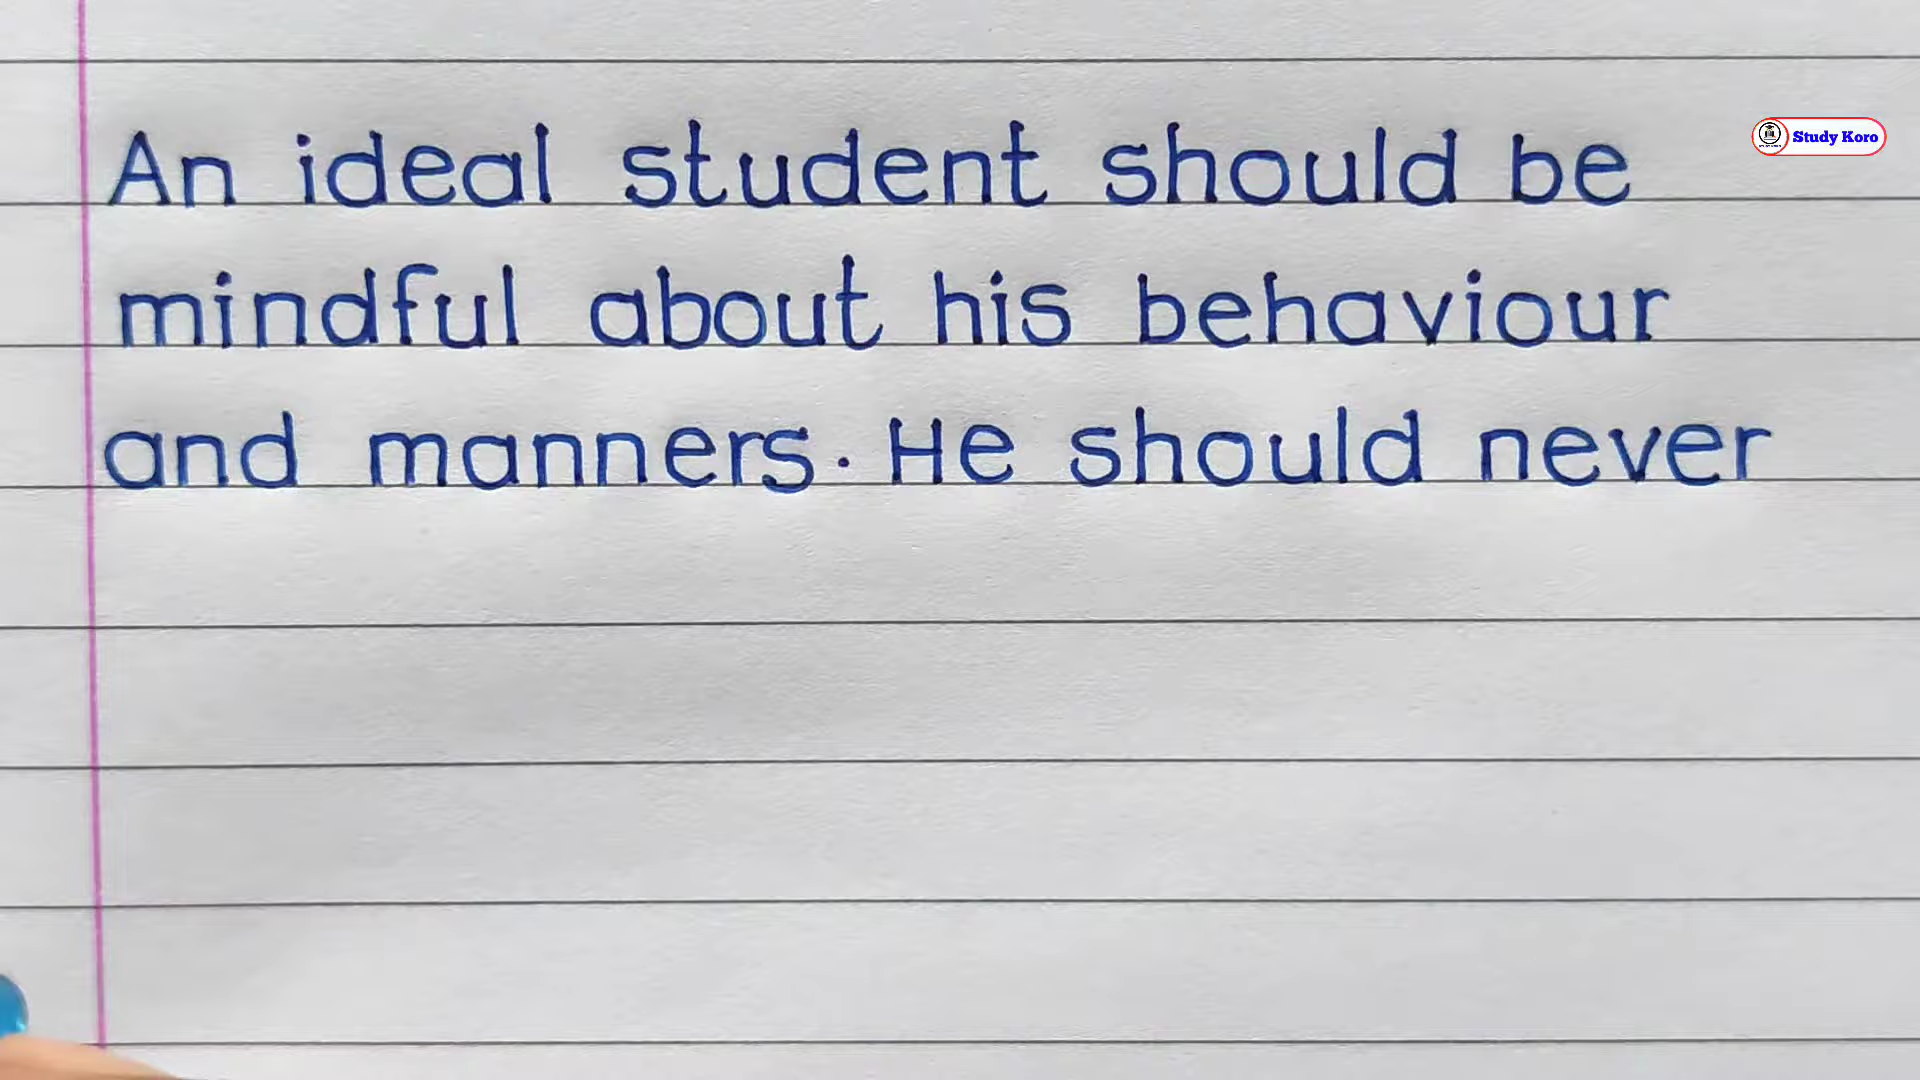 An ideal student should be
Study Koro
mindful about his behaviour
and manners. He should never